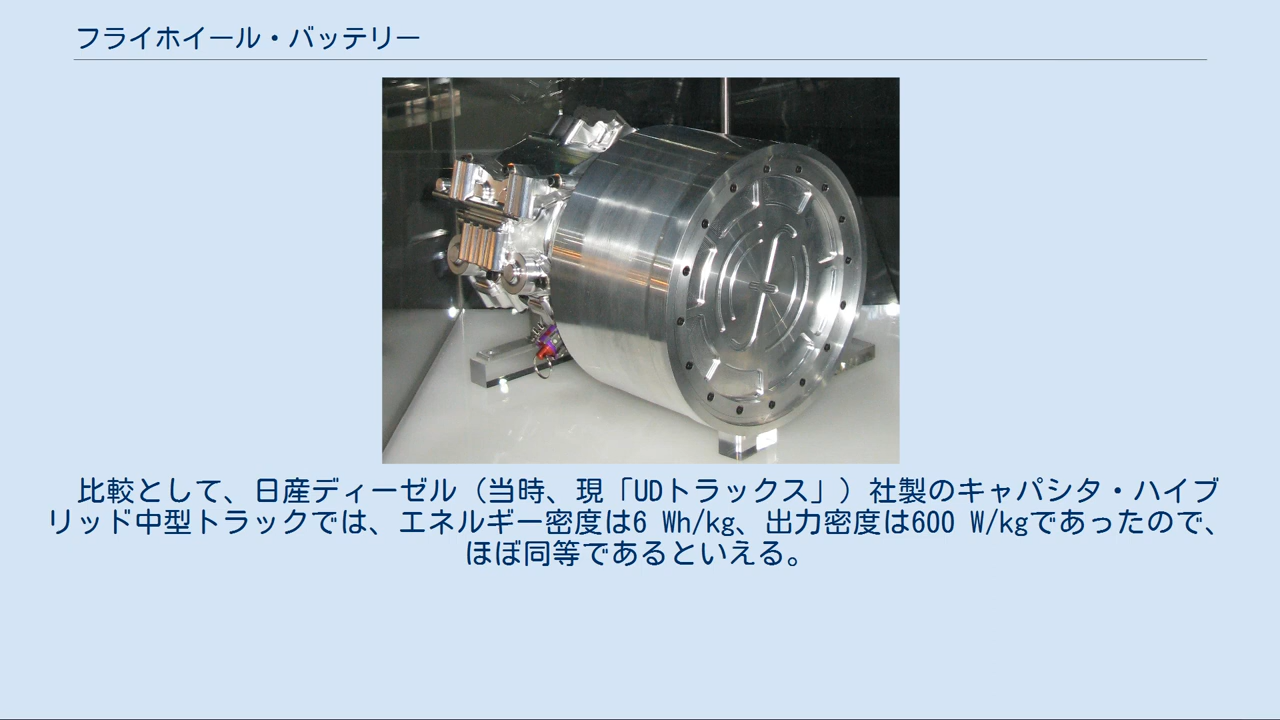 フライホイール・バッテリー
比較として、日産ディーゼル（当時、現「UDトラックス」）社製のキャパシタ・ハイブ
リッド中型トラックでは、エネルギー密度は6 Wh/kg、出力密度は600 W/kgであったので、
ほぼ同等であるといえる。